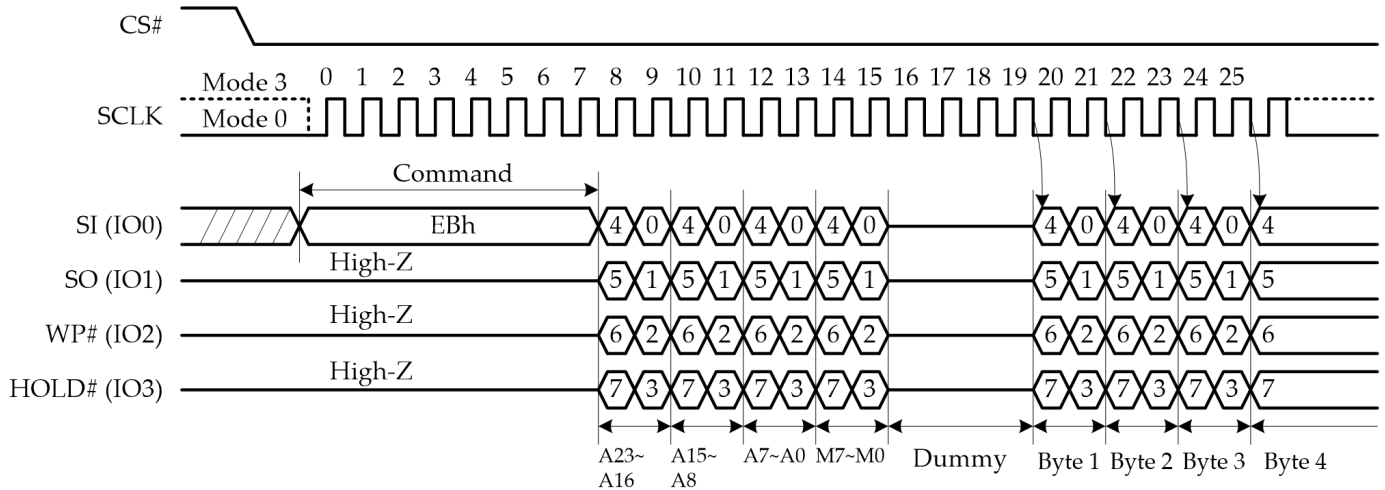 CS#
Mode 3 0 1 2 3 4 5 6 7 8 9 10 11 12 13 14 15 16 17 18 19 20 21 22 23 24 25
SCLK Mode 0
Command
SI (IO0) EBh 4 0 4 0 4 0 4 0 4 0 4 0 4 0 4
High-Z
SO (IO1) 5 1 5 1 5 1 5 1 5 1 5 1 5 1 5
High-Z
WP# (IO2) 6 2 6 2 6 2 6 2 6 2 6 2 6 2 6
High-Z
HOLD# (IO3) 7 3 7 3 7 3 7 3 7 3 7 3 7 3 7
A23~ A15~ A7~A0 M7~M0 Dummy Byte 1 Byte 2 Byte 3 Byte 4
A16 A8